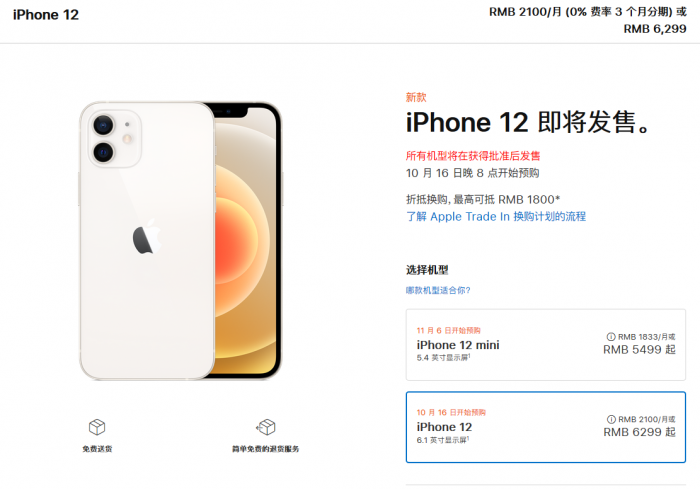 iPhone 12
RMB 2100/月 (0% 费率 3 个月分期) 或
RMB 6,299
新款
iPhone 12 即将发售。
所有机型将在获得批准后发售
10 月 16 日晚 8 点开始预购
折抵换购, 最高可抵 RMB 1800*
了解 Apple Trade In 换购计划的流程
选择机型
哪款机型适合你?
11 月 6 日开始预购
iPhone 12 mini
5.4 英寸显示屏¹
RMB 1833/月或
RMB 5499 起
10 月 16 日开始预购
iPhone 12
6.1 英寸显示屏¹
RMB 2100/月或
RMB 6299 起
免费送货
简单免费的退货服务